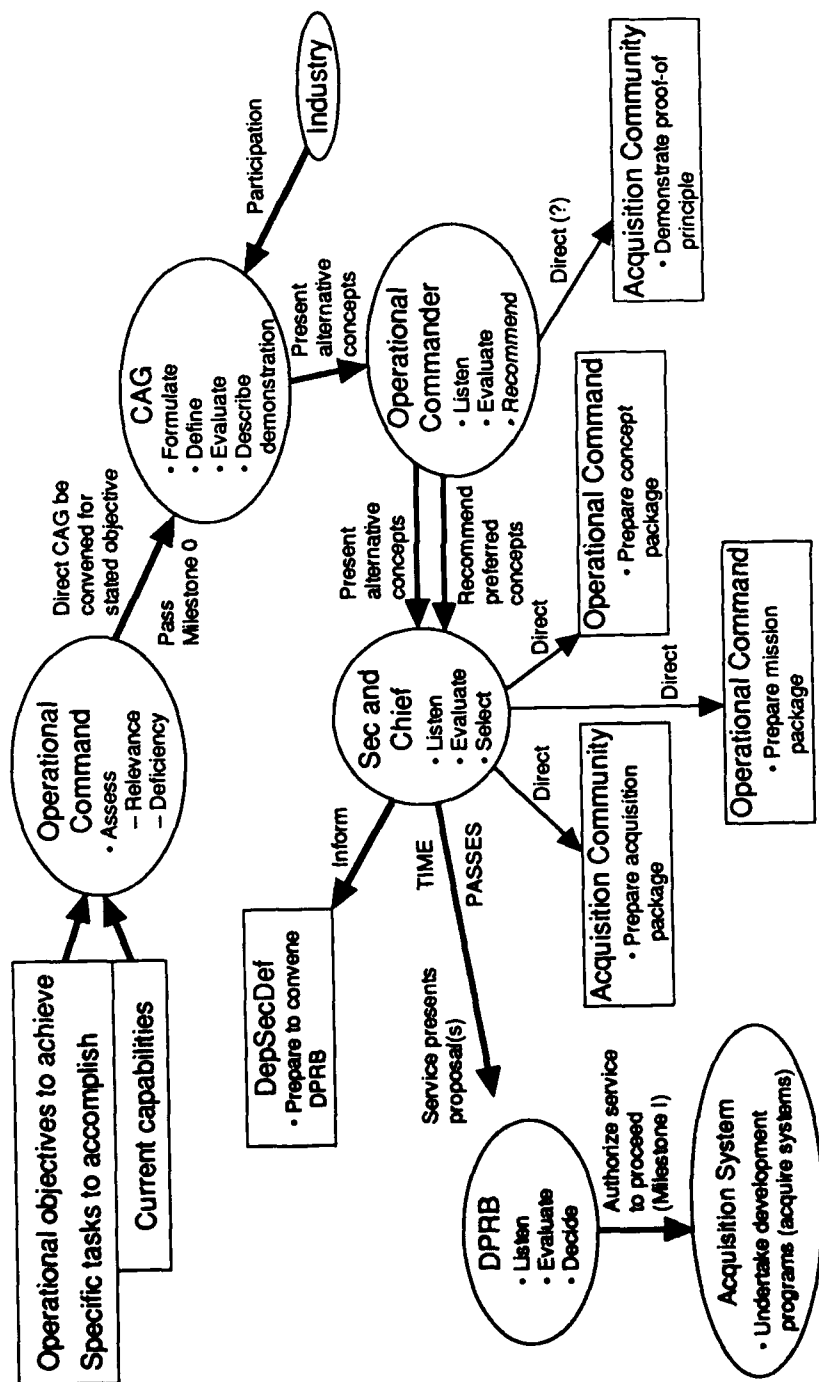 Operational objectives to achieve
Specific tasks to accomplish
Current capabilities
Operational
Command
• Assess
– Relevance
– Deficiency
Direct CAG be
convened for
stated objective
Pass
Milestone 0
CAG
• Formulate
• Define
• Evaluate
• Describe
demonstration
Participation
Industry
Present
alternative
concepts
Operational
Commander
• Listen
• Evaluate
• Recommend
Direct (?)
Acquisition Community
• Demonstrate proof-of
principle
Present
alternative
concepts
Recommend
preferred
concepts
Sec and
Chief
• Listen
• Evaluate
• Select
Direct
Operational Command
• Prepare concept
package
Direct
Operational Command
• Prepare mission
package
Direct
Acquisition Community
• Prepare acquisition
package
Inform
DepSecDef
• Prepare to convene
DPRB
TIME
PASSES
Service presents
proposal(s)
DPRB
• Listen
• Evaluate
• Decide
Authorize service
to proceed
(Milestone I)
Acquisition System
• Undertake development
programs (acquire systems)